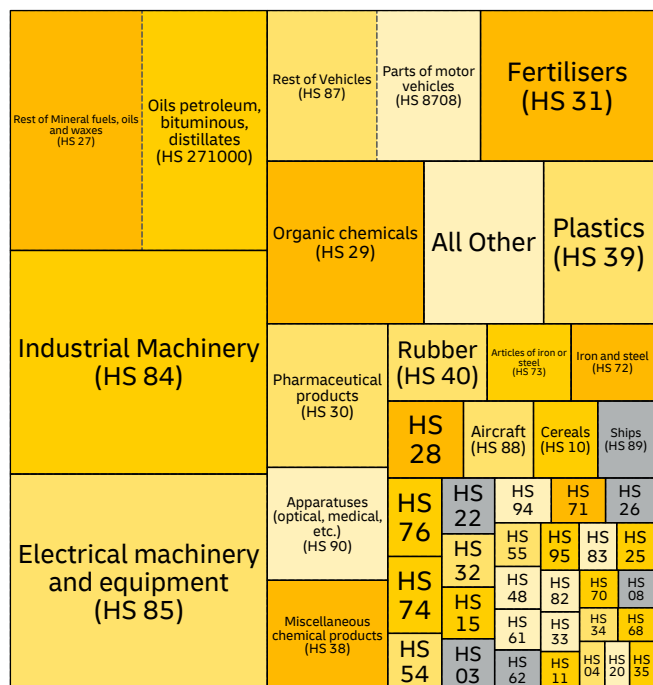 Rest of Mineral fuels, oils
and waxes
(HS 27)
Oils petroleum,
bituminous,
distillates
(HS 271000)
Rest of Vehicles
(HS 87)
Parts of motor
vehicles
(HS 8708)
Fertilisers
(HS 31)
Organic chemicals
(HS 29)
All Other
Plastics
(HS 39)
Industrial Machinery
(HS 84)
Pharmaceutical
products
(HS 30)
Rubber
(HS 40)
Articles of iron or
steel
(HS 73)
Iron and steel
(HS 72)
HS
28
Aircraft
(HS 88)
Cereals
(HS 10)
Ships
(HS 89)
Electrical machinery
and equipment
(HS 85)
Apparatuses
(optical, medical,
etc.)
(HS 90)
Miscellaneous
chemical products
(HS 38)
HS
76
HS
22
HS
94
HS
71
HS
26
HS
32
HS
55
HS
95
HS
83
HS
25
HS
74
HS
15
HS
48
HS
82
HS
70
HS
08
HS
61
HS
33
HS
34
HS
68
HS
54
HS
03
HS
62
HS
11
HS
04
HS
20
HS
35